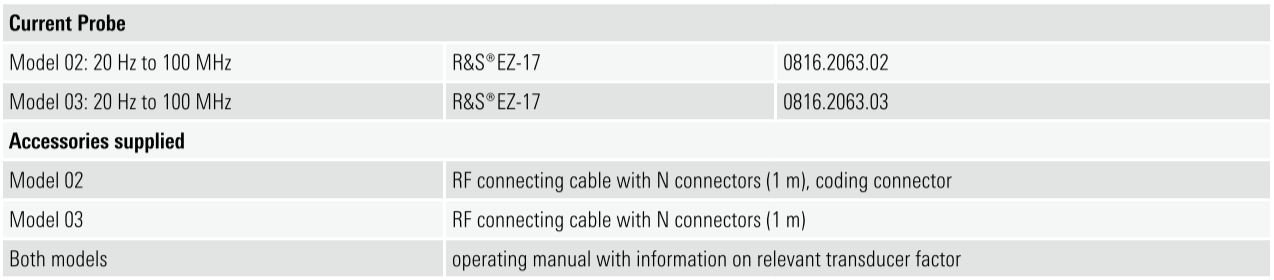 Current Probe
Model 02: 20 Hz to 100 MHz R&S®EZ-17 0816.2063.02
Model 03: 20 Hz to 100 MHz R&S®EZ-17 0816.2063.03
Accessories supplied
Model 02 RF connecting cable with N connectors (1 m), coding connector
Model 03 RF connecting cable with N connectors (1 m)
Both models operating manual with information on relevant transducer factor